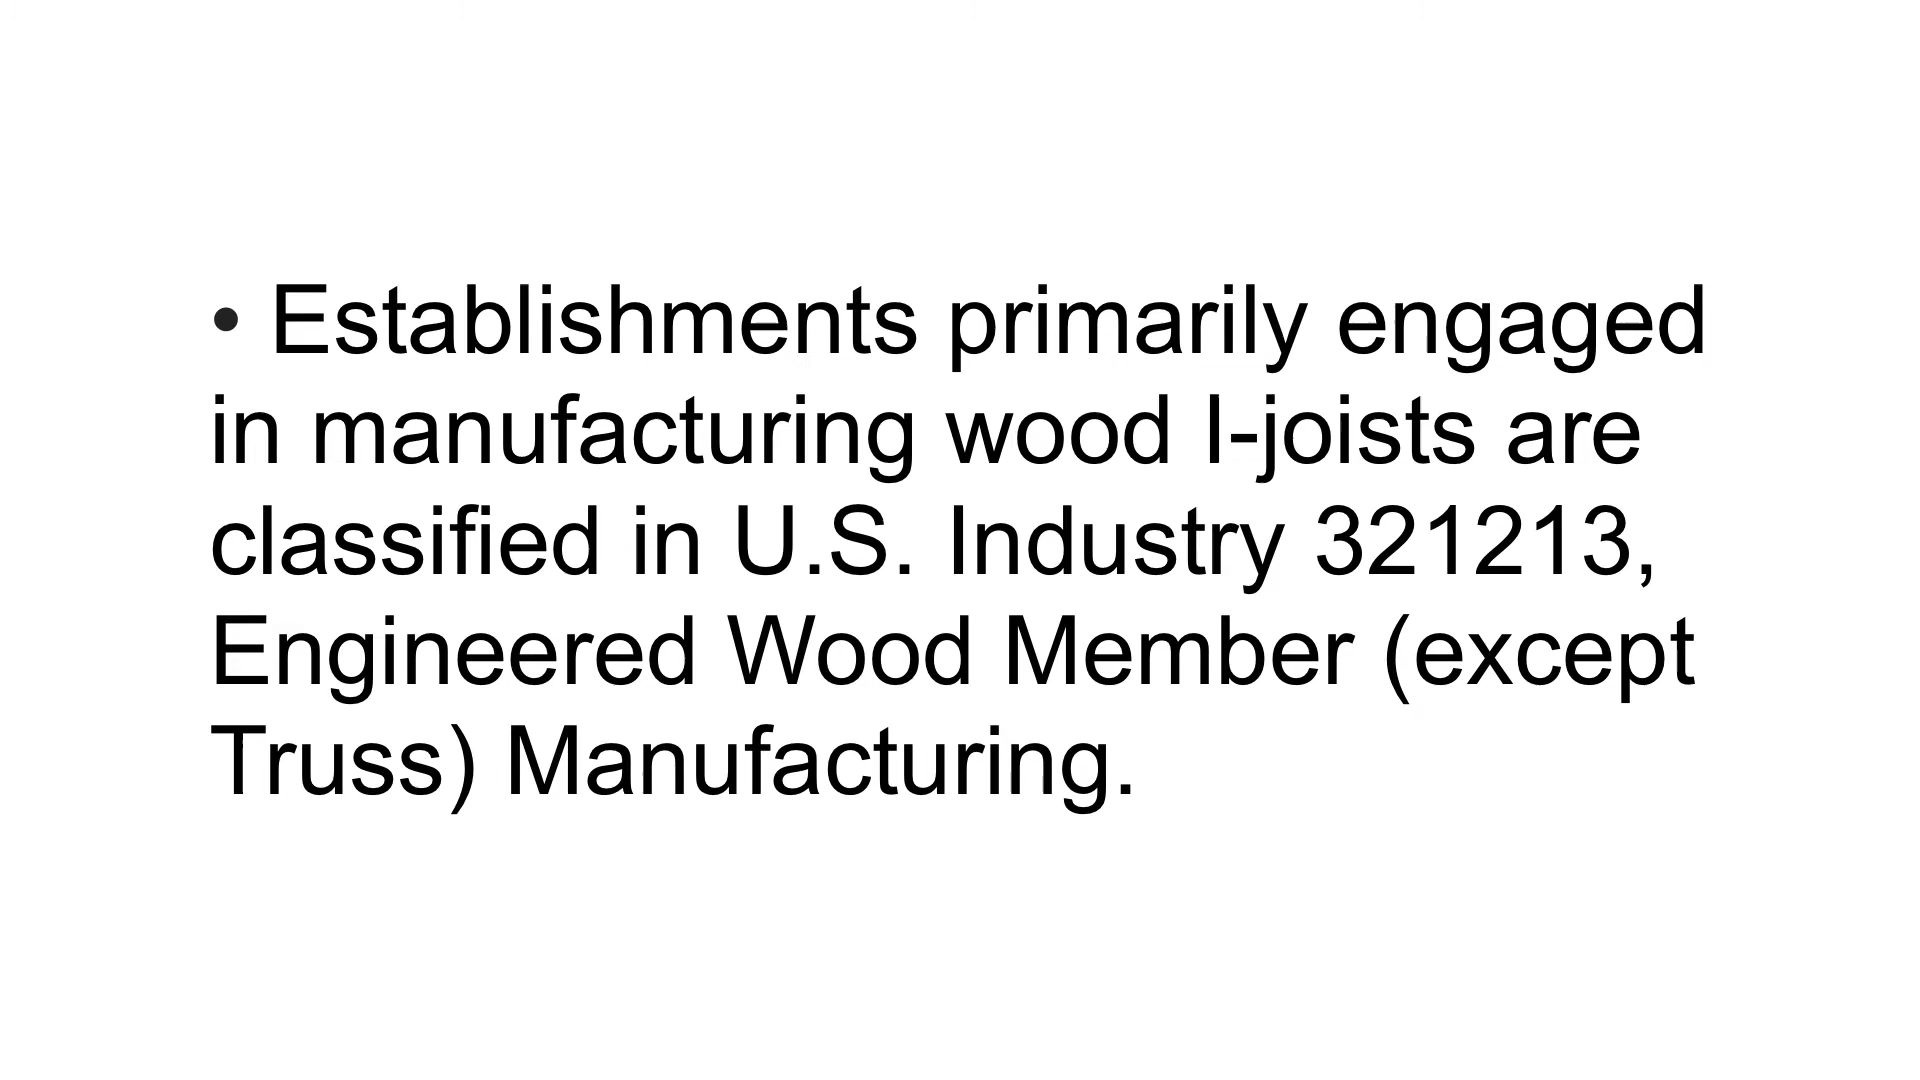 • Establishments primarily engaged
in manufacturing wood I-joists are
classified in U.S. Industry 321213,
Engineered Wood Member (except
Truss) Manufacturing.